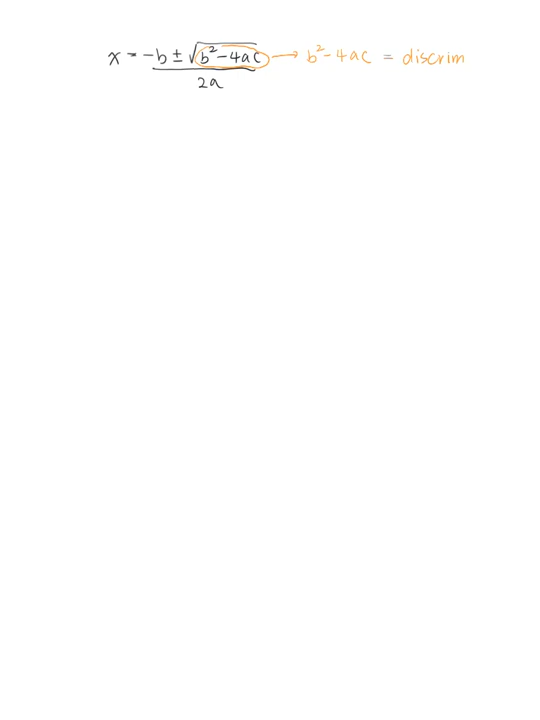 x = -b ± √b² - 4ac → b² - 4ac = discrim
2a